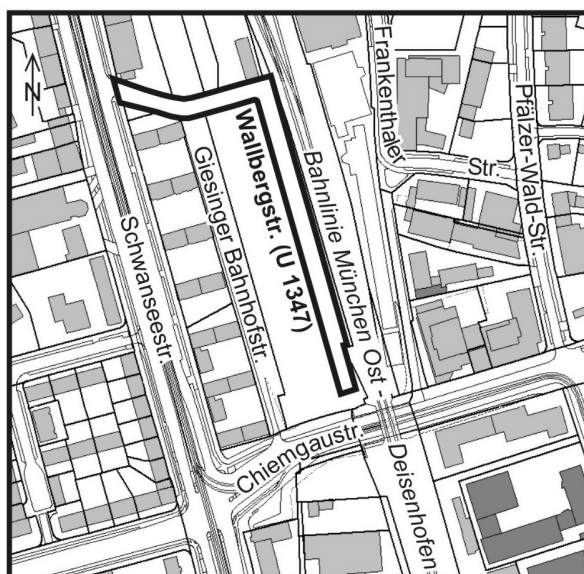 N
Frankenthaler
Str.
Pfälzer-Wald-Str.
Wallbergstr. (U 1347)
Bahnlinie München Ost -
Deisenhofen
Giesinger Bahnhofstr.
Schwanseestr.
Chiemgaustr.